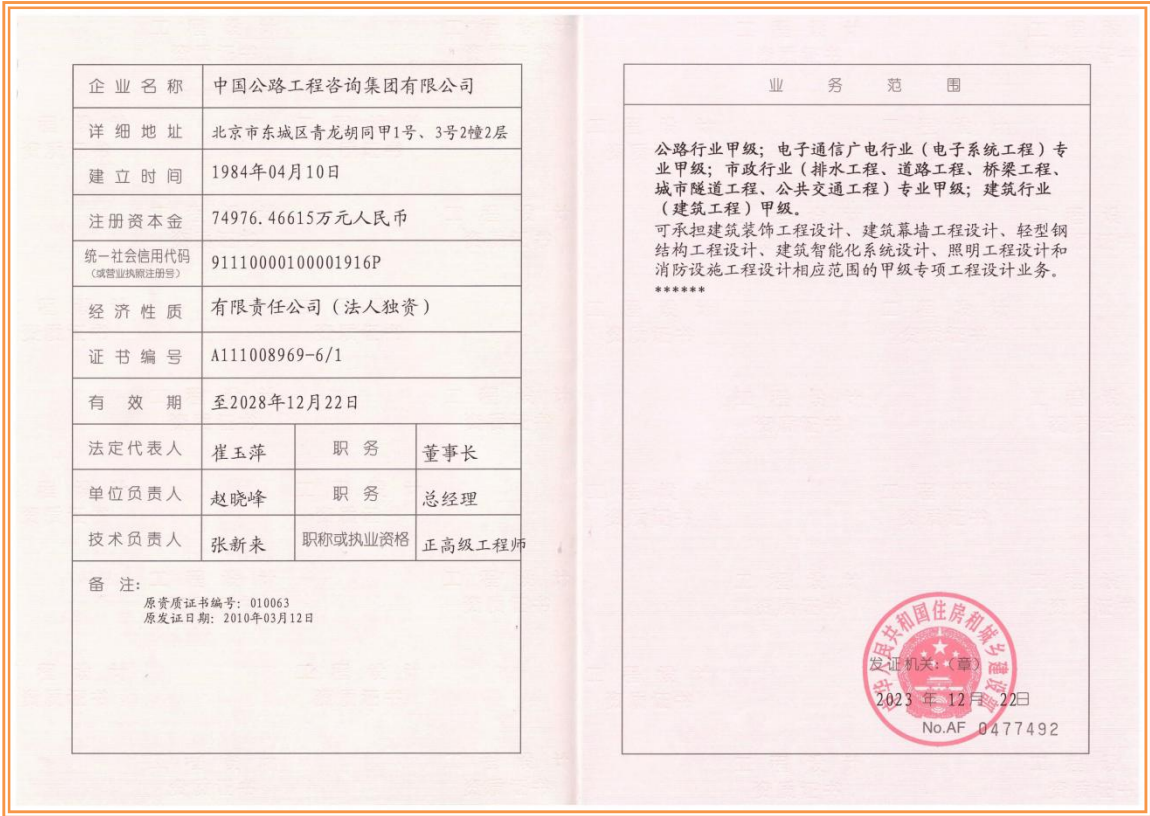 企业名称 中国公路工程咨询集团有限公司
详细地址 北京市东城区青龙胡同甲1号、3号2幢2层
建立时间 1984年04月10日
注册资本金 74976.46615万元人民币
统一社会信用代码
(或营业执照注册号) 91110000100001916P
经济性质 有限责任公司(法人独资)
证书编号 A111008969-6/1
有效期 至2028年12月22日
法定代表人 崔玉萍 职务 董事长
单位负责人 赵晓峰 职务 总经理
技术负责人 张新来 职称或执业资格 正高级工程师
备 注:
原资质证书编号: 010063
原发证日期: 2010年03月12日
业务范围
公路行业甲级;电子通信广电行业(电子系统工程)专
业甲级;市政行业(排水工程、道路工程、桥梁工程、
城市隧道工程、公共交通工程)专业甲级;建筑行业
(建筑工程)甲级。
可承担建筑装饰工程设计、建筑幕墙工程设计、轻型钢
结构工程设计、建筑智能化系统设计、照明工程设计和
消防设施工程设计相应范围的甲级专项工程设计业务。
******
中华人民共和国住房和城乡建设部
发证机关:(章)
2023 年 12 月 22日
No.AF 0477492